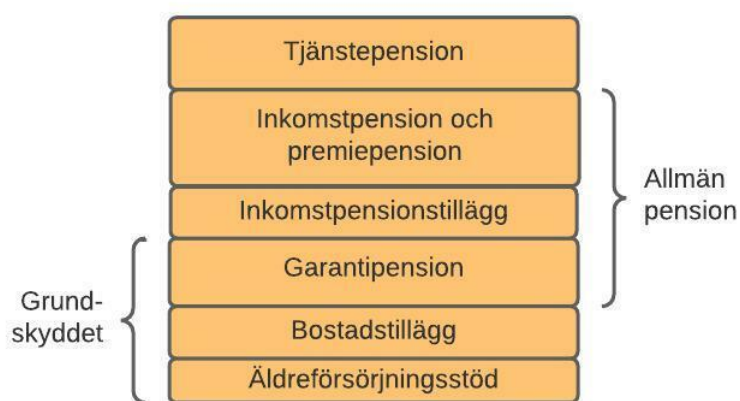 Tjänstepension
Inkomstpension och
premiepension
Inkomstpensionstillägg
Allmän
pension
Garantipension
Grund-
skyddet
Bostadstillägg
Äldreförsörjningsstöd